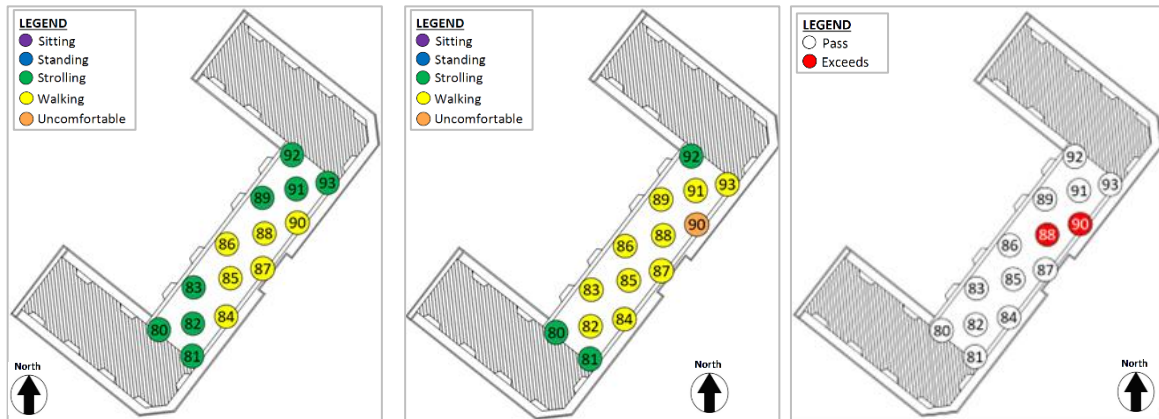 LEGEND
Sitting
Standing
Strolling
Walking
Uncomfortable
92
91
93
89
90
88
86
87
85
83
84
82
80
81
North
LEGEND
Sitting
Standing
Strolling
Walking
Uncomfortable
92
93
91
89
90
88
86
87
85
83
84
82
80
81
North
LEGEND
Pass
Exceeds
92
91
93
89
90
88
86
87
85
83
84
82
80
81
North